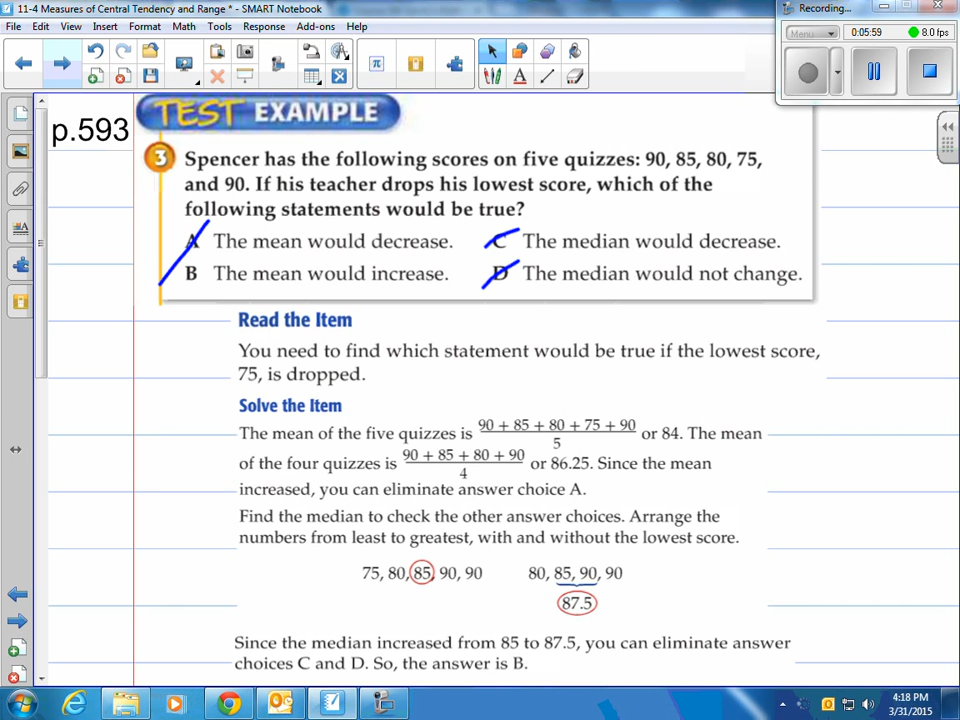 11-4 Measures of Central Tendency and Range * - SMART Notebook
Recording...
File Edit View Insert Format Math Tools Response Add-ons Help
Menu 0:05:59 8.0 fps
p.593
TEST EXAMPLE
3 Spencer has the following scores on five quizzes: 90, 85, 80, 75,
and 90. If his teacher drops his lowest score, which of the
following statements would be true?
A The mean would decrease. C The median would decrease.
B The mean would increase. D The median would not change.
Read the Item
You need to find which statement would be true if the lowest score,
75, is dropped.
Solve the Item
The mean of the five quizzes is 90 + 85 + 80 + 75 + 90 / 5 or 84. The mean
of the four quizzes is 90 + 85 + 80 + 90 / 4 or 86.25. Since the mean
increased, you can eliminate answer choice A.
Find the median to check the other answer choices. Arrange the
numbers from least to greatest, with and without the lowest score.
75, 80, 85, 90, 90 80, 85, 90, 90
87.5
Since the median increased from 85 to 87.5, you can eliminate answer
choices C and D. So, the answer is B.
4:18 PM
3/31/2015